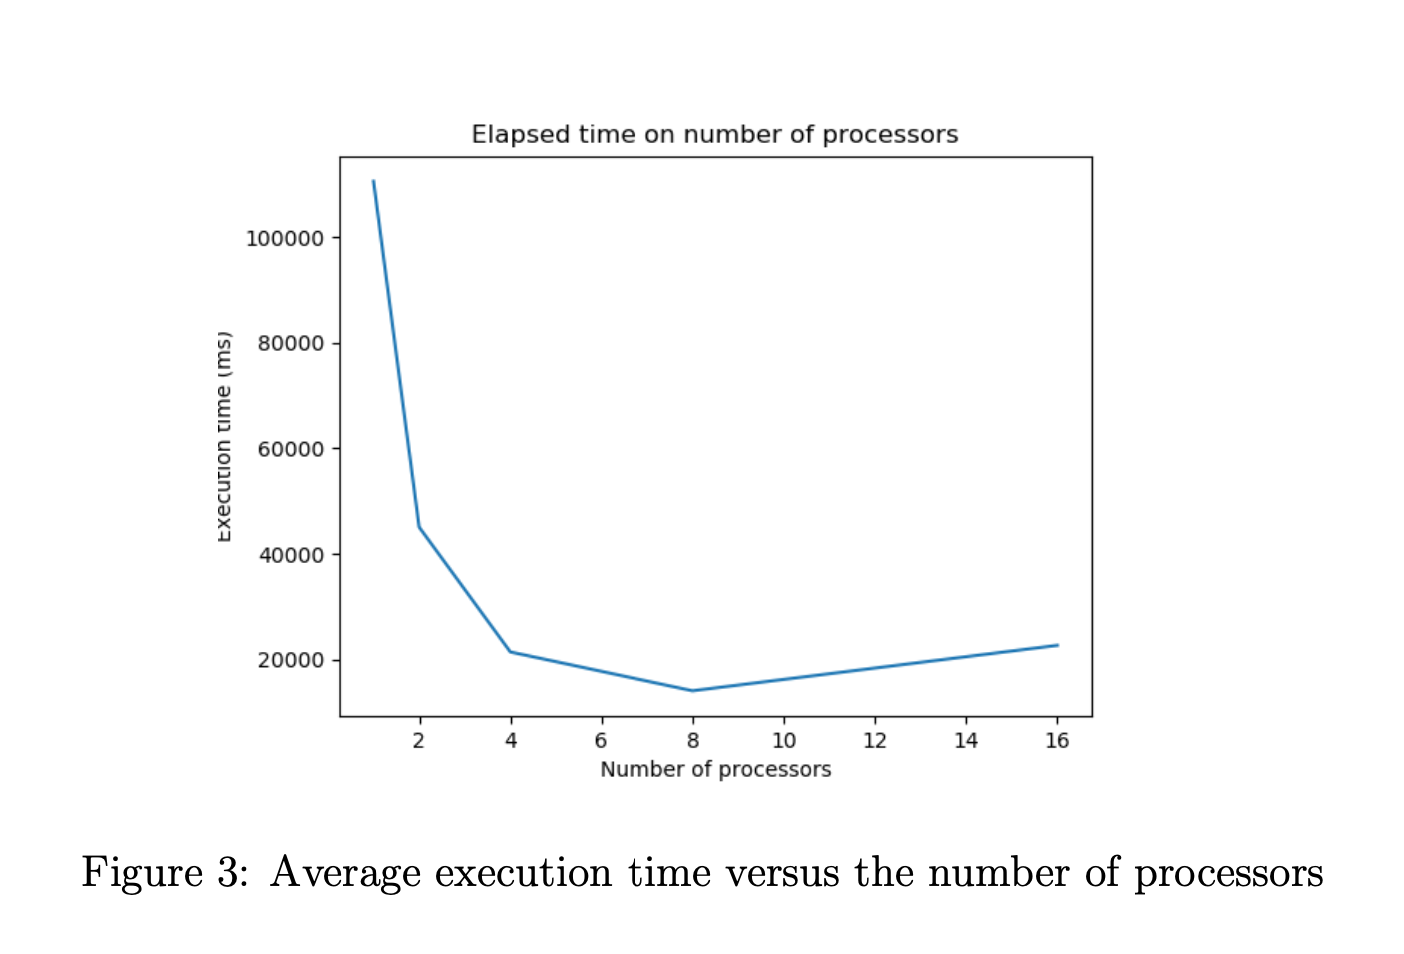 Elapsed time on number of processors
100000
80000
60000
40000
20000
Execution time (ms)
2 4 6 8 10 12 14 16
Number of processors
Figure 3: Average execution time versus the number of processors